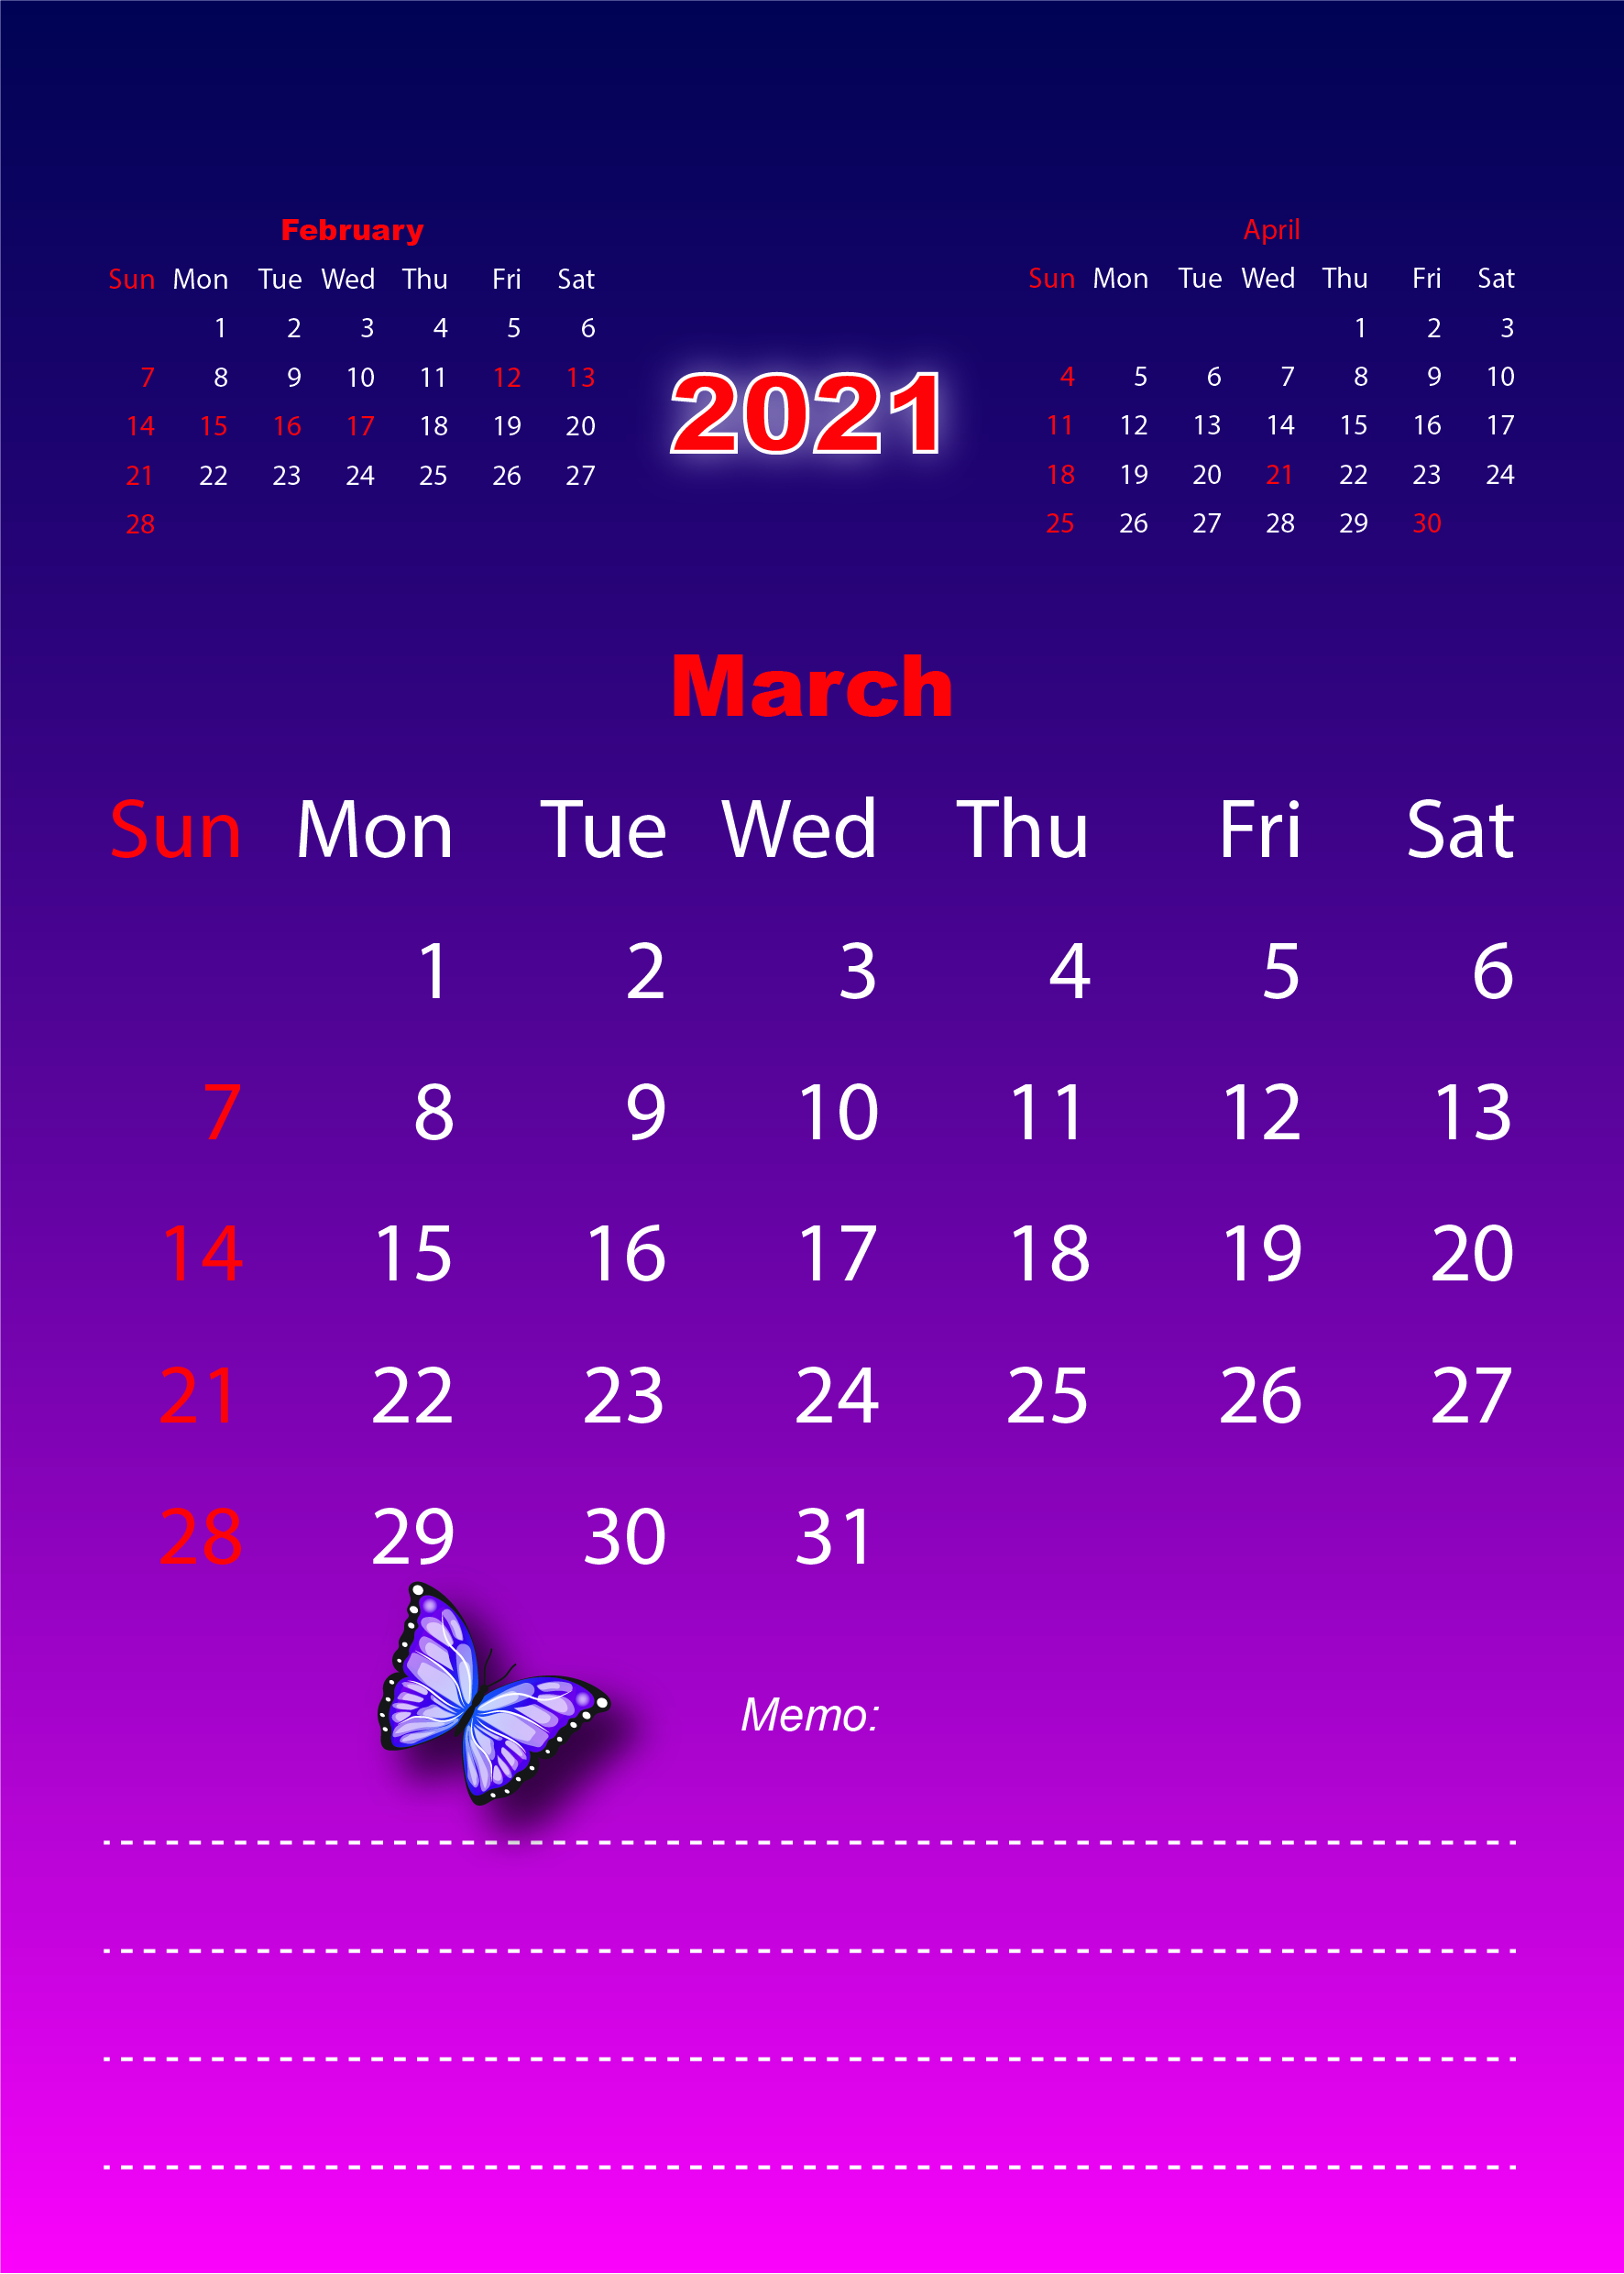 February
Sun Mon Tue Wed Thu Fri Sat
1 2 3 4 5 6
7 8 9 10 11 12 13
14 15 16 17 18 19 20
21 22 23 24 25 26 27
28
2021
April
Sun Mon Tue Wed Thu Fri Sat
1 2 3
4 5 6 7 8 9 10
11 12 13 14 15 16 17
18 19 20 21 22 23 24
25 26 27 28 29 30
March
Sun Mon Tue Wed Thu Fri Sat
1 2 3 4 5 6
7 8 9 10 11 12 13
14 15 16 17 18 19 20
21 22 23 24 25 26 27
28 29 30 31
Memo: